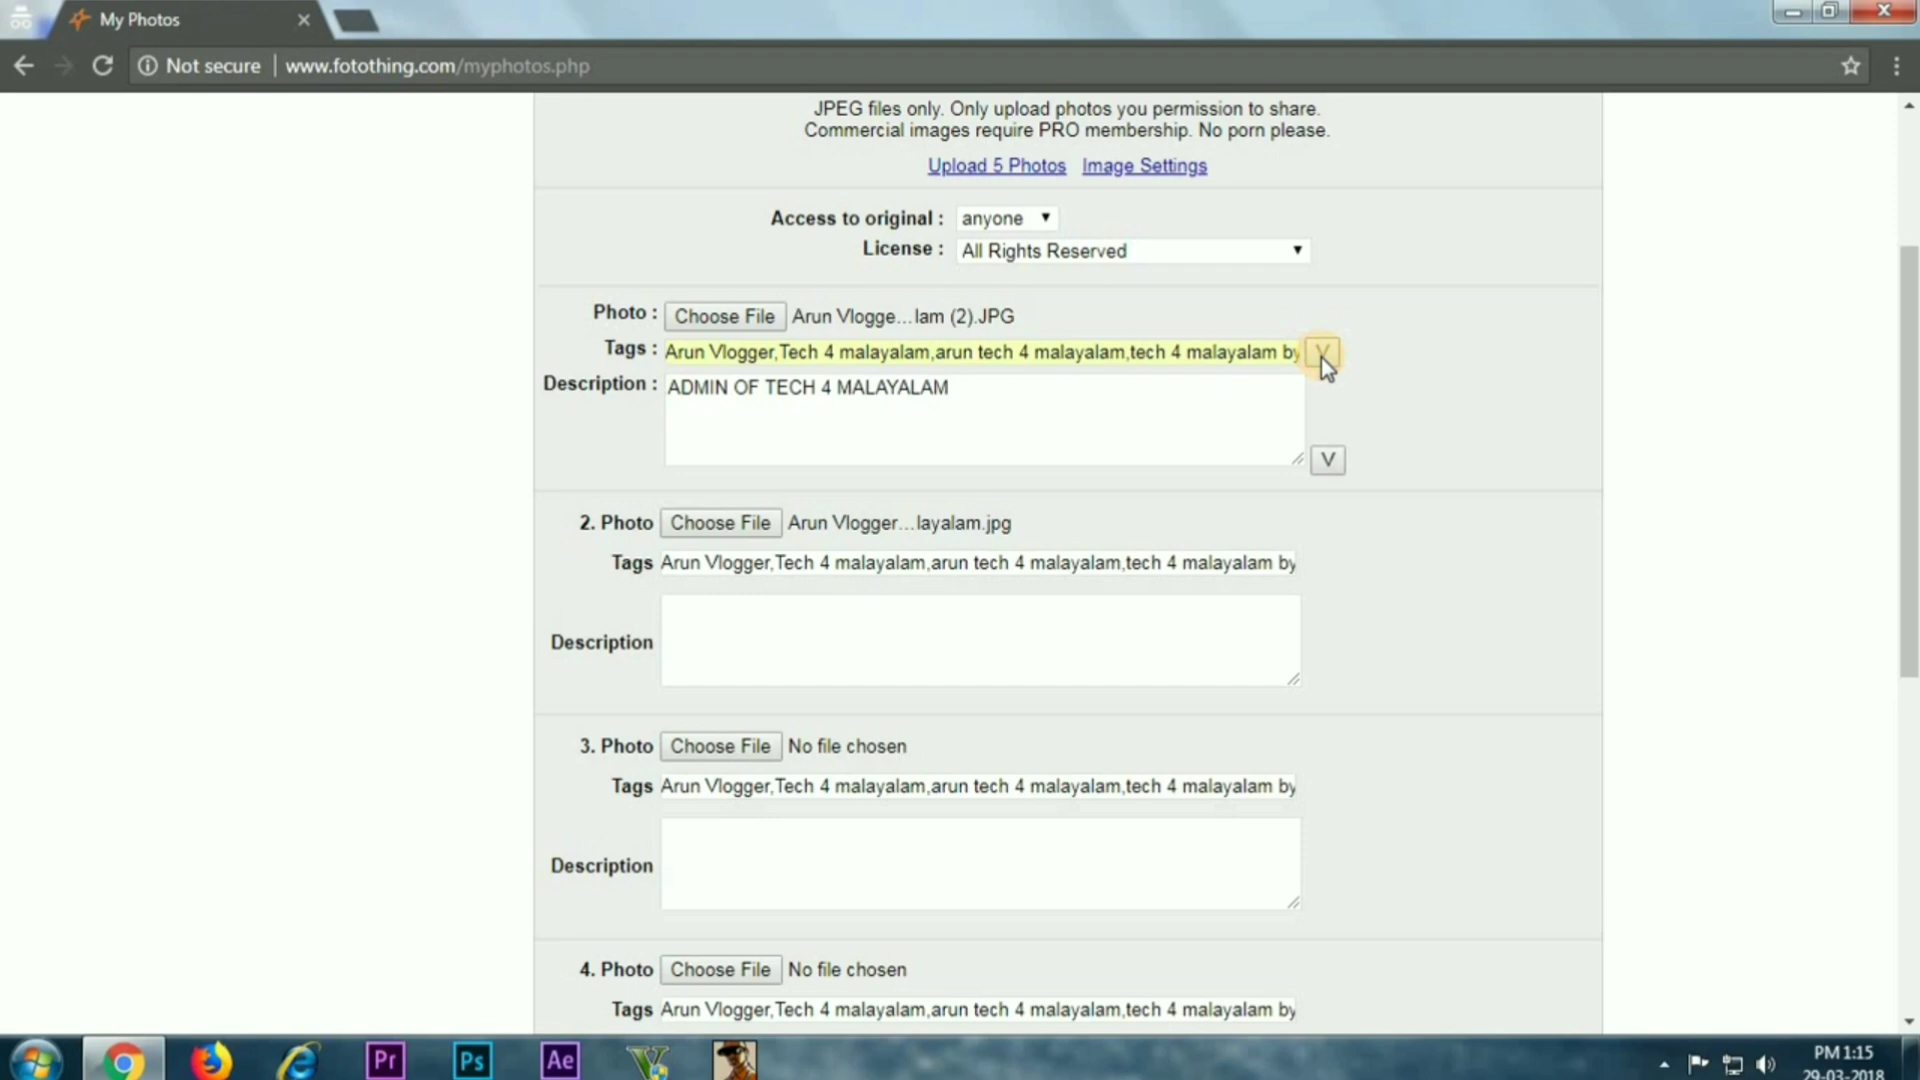 My Photos
Not secure | www.fotothing.com/myphotos.php
JPEG files only. Only upload photos you permission to share.
Commercial images require PRO membership. No porn please.
Upload 5 Photos Image Settings
Access to original : anyone
License : All Rights Reserved
Photo : Choose File Arun Vlogge...lam (2).JPG
Tags : Arun Vlogger,Tech 4 malayalam,arun tech 4 malayalam,tech 4 malayalam by V
Description : ADMIN OF TECH 4 MALAYALAM
V
2. Photo Choose File Arun Vlogger...layalam.jpg
Tags Arun Vlogger,Tech 4 malayalam,arun tech 4 malayalam,tech 4 malayalam by
Description
3. Photo Choose File No file chosen
Tags Arun Vlogger,Tech 4 malayalam,arun tech 4 malayalam,tech 4 malayalam by
Description
4. Photo Choose File No file chosen
Tags Arun Vlogger,Tech 4 malayalam,arun tech 4 malayalam,tech 4 malayalam by
Pr Ps Ae
PM 1:15
29-03-2018